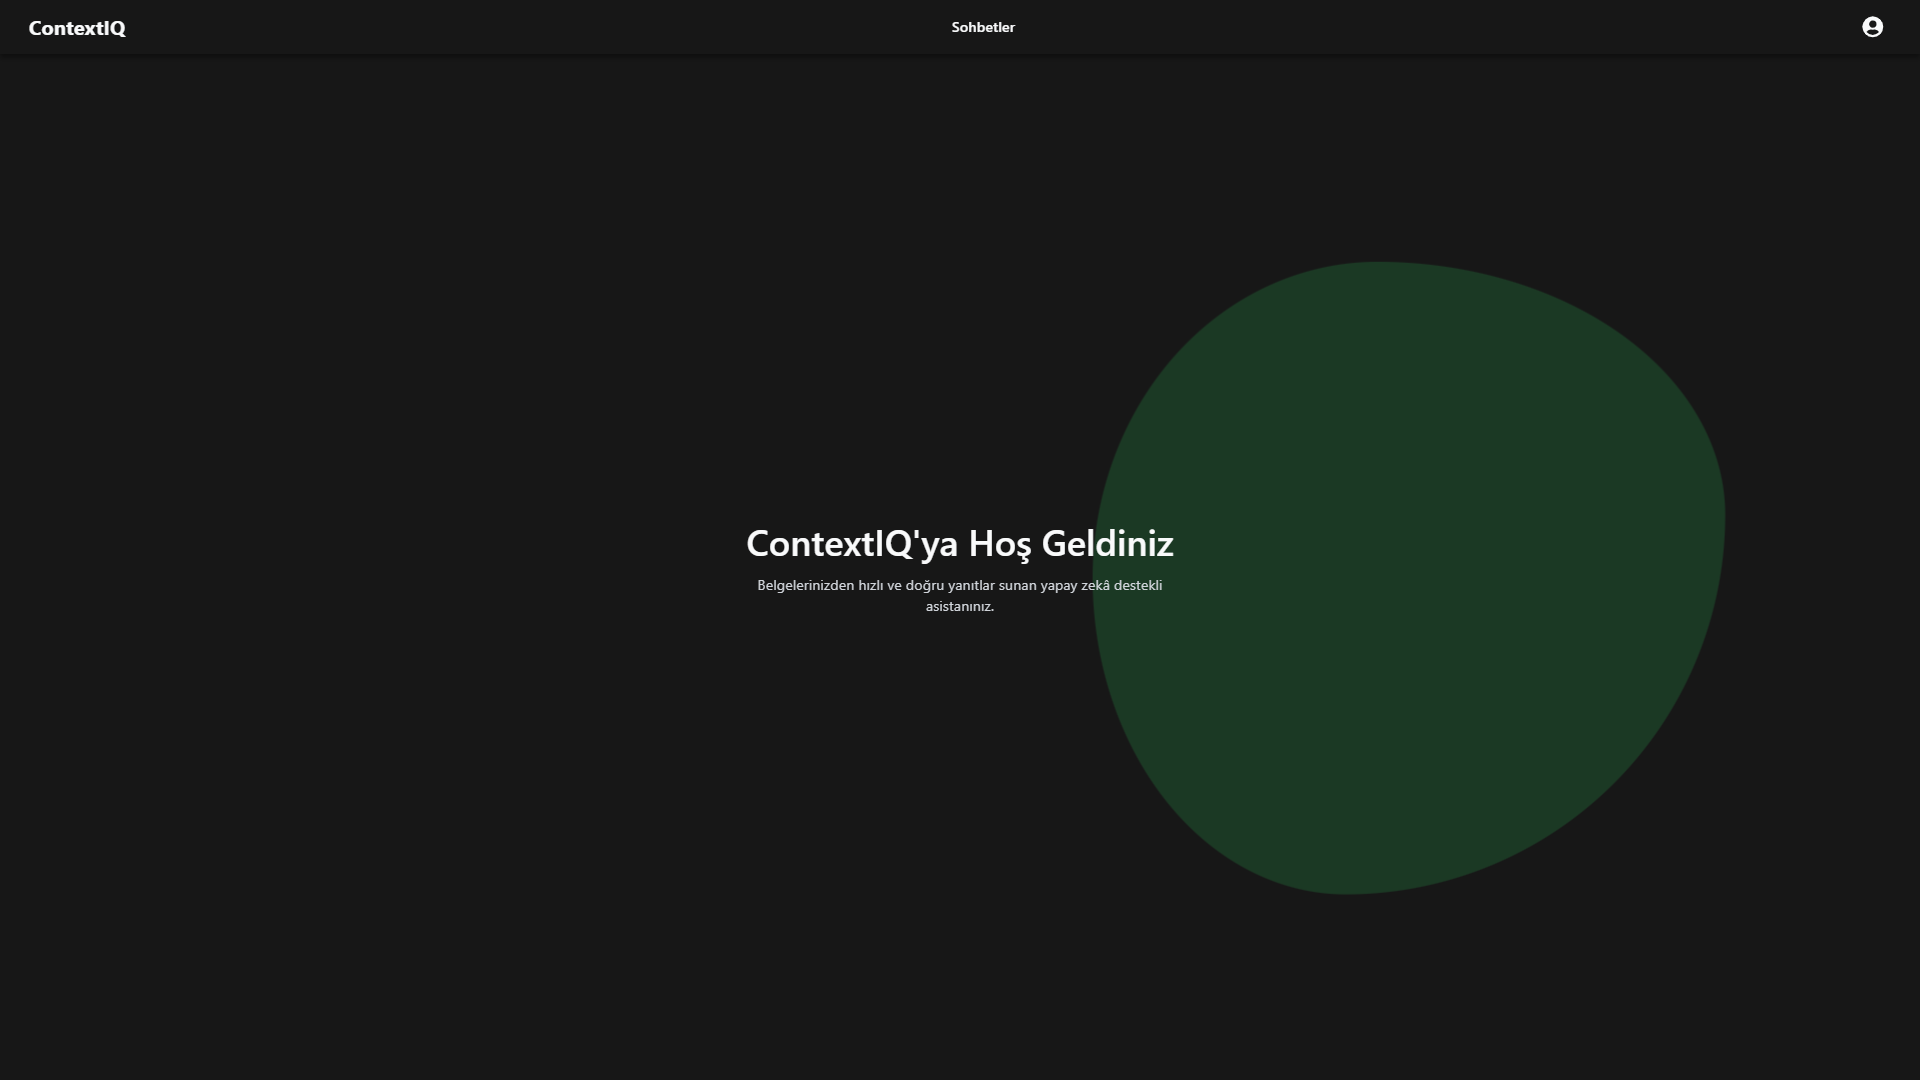 ContextIQ
Sohbetler
ContextIQ'ya Hoş Geldiniz
Belgelerinizden hızlı ve doğru yanıtlar sunan yapay zekâ destekli
asistanınız.